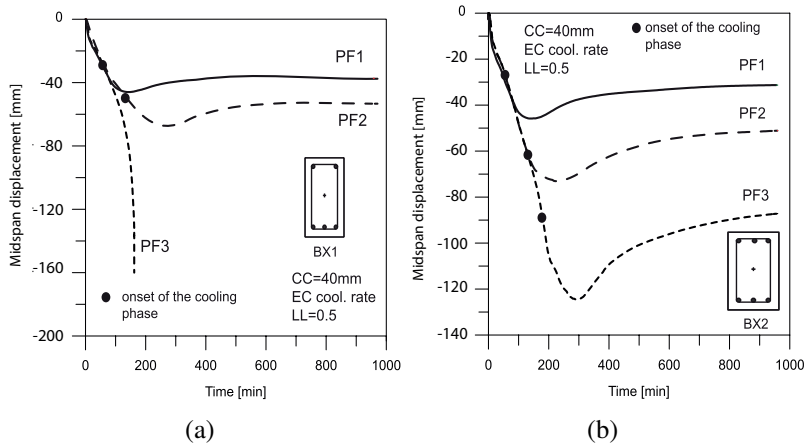 0
-40
-80
-120
-160
-200
Midspan displacement [mm]
PF1
PF2
PF3
BX1
CC=40mm
EC cool. rate
LL=0.5
onset of the cooling
phase
0 200 400 600 800 1000
Time [min]
(a)
0
-20
-40
-60
-80
-100
-120
-140
Midspan displacement [mm]
CC=40mm
EC cool. rate
LL=0.5
onset of the cooling
phase
PF1
PF2
PF3
BX2
0 200 400 600 800 1000
Time [min]
(b)